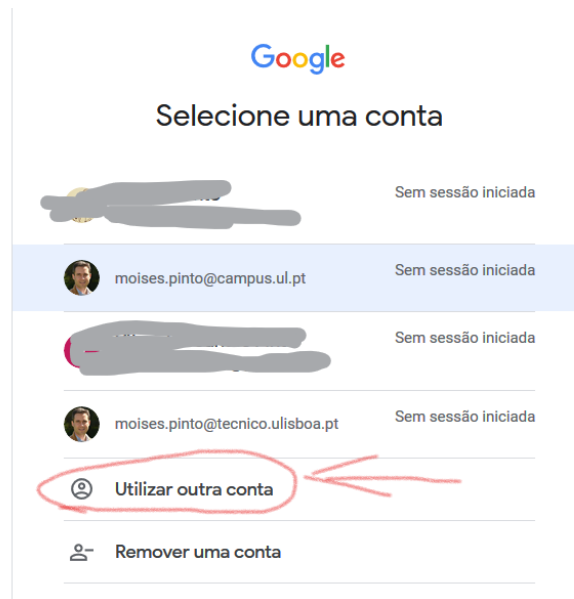 Google
Selecione uma conta
Sem sessão iniciada
moises.pinto@campus.ul.pt
Sem sessão iniciada
Sem sessão iniciada
moises.pinto@tecnico.ulisboa.pt
Sem sessão iniciada
Utilizar outra conta
Remover uma conta